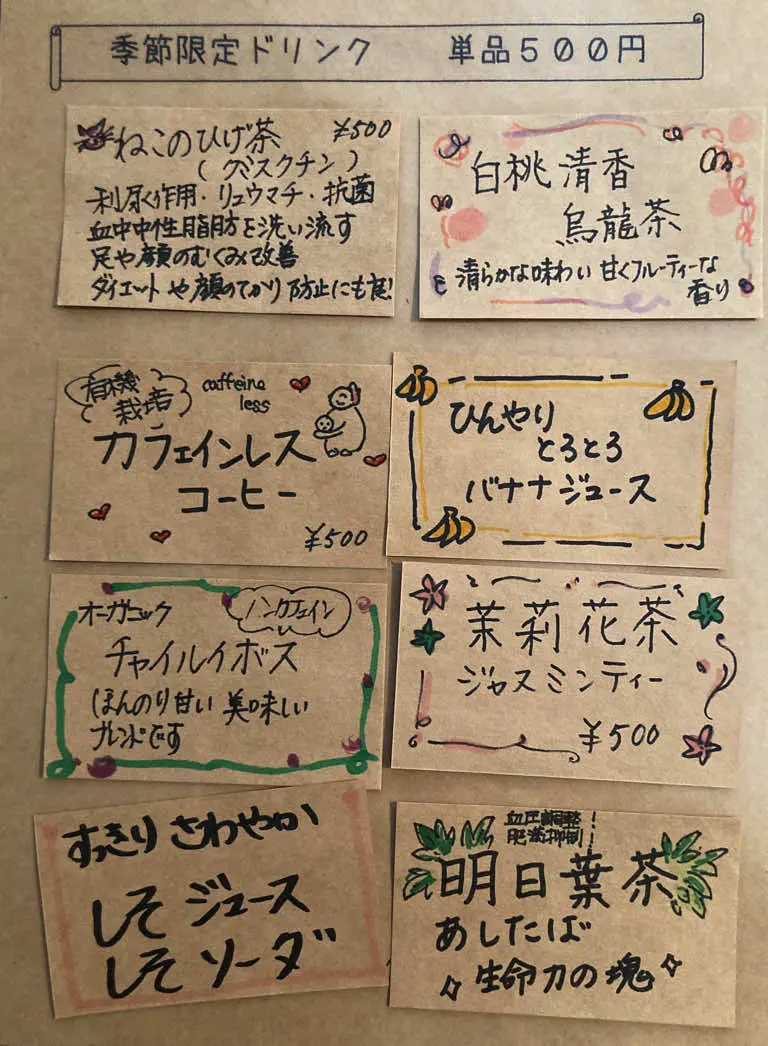 季節限定ドリンク 単品500円
ねこのひげ茶 ¥500
(クミスクチン)
利尿作用・リュウマチ・抗菌
血中中性脂肪を洗い流す
足や顔のむくみ改善
ダイエットや顔のてかり防止にも良!
白桃清香
烏龍茶
清らかな味わい 甘くフルーティーな
香り
有機
栽培
caffeine
less
カフェインレス
コーヒー
¥500
ひんやり
とろとろ
バナナジュース
オーガニック
ノンカフェイン
チャイルイボス
ほんのり甘い 美味しい
ブレンドです
茉莉花茶
ジャスミンティー
¥500
すっきり さわやか
しそジュース
しそソーダ
血圧調整!
肥満抑制!
明日葉茶
あしたば
生命力の塊